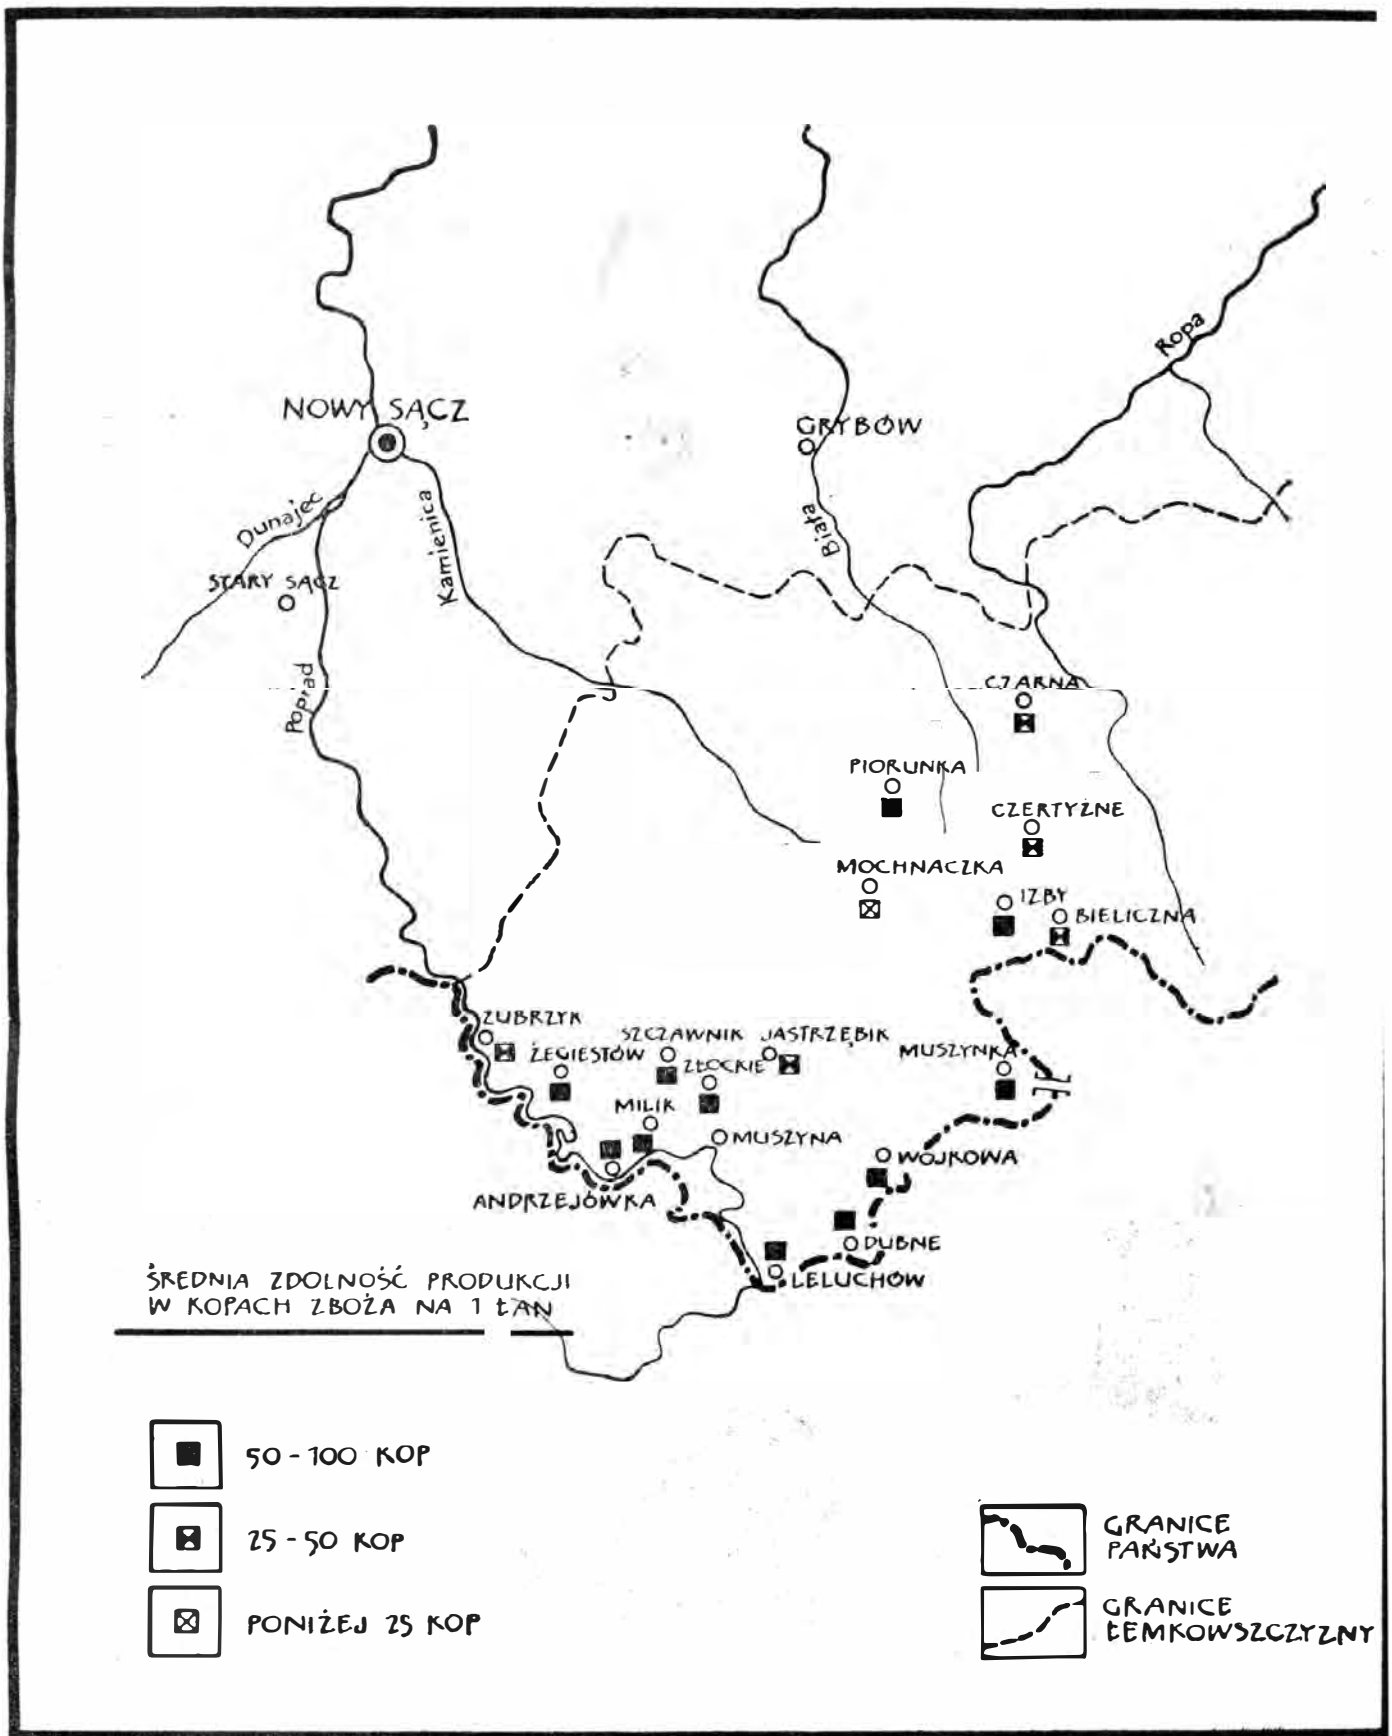 Ropa
NOWY SĄCZ
GRYBÓW
Dunajec
Kamienica
Biała
STARY SĄCZ
Poprad
CZARNA
PIORUNKA
CZERTYŻNE
MOCHNACZKA
IZBY
BIELICZNA
ZUBRZYK
SZCZAWNIK
JASTRZĘBIK
ŻEGIESTÓW
ZŁOCKIE
MUSZYNKA
MILIK
MUSZYNA
WOJKOWA
ANDRZEJÓWKA
DUBNE
LELUCHÓW
ŚREDNIA ZDOLNOŚĆ PRODUKCJI
W KOPACH ZBOŻA NA 1 ŁAN
50-100 KOP
25-50 KOP
PONIŻEJ 25 KOP
GRANICE
PAŃSTWA
GRANICE
ŁEMKOWSZCZYZNY